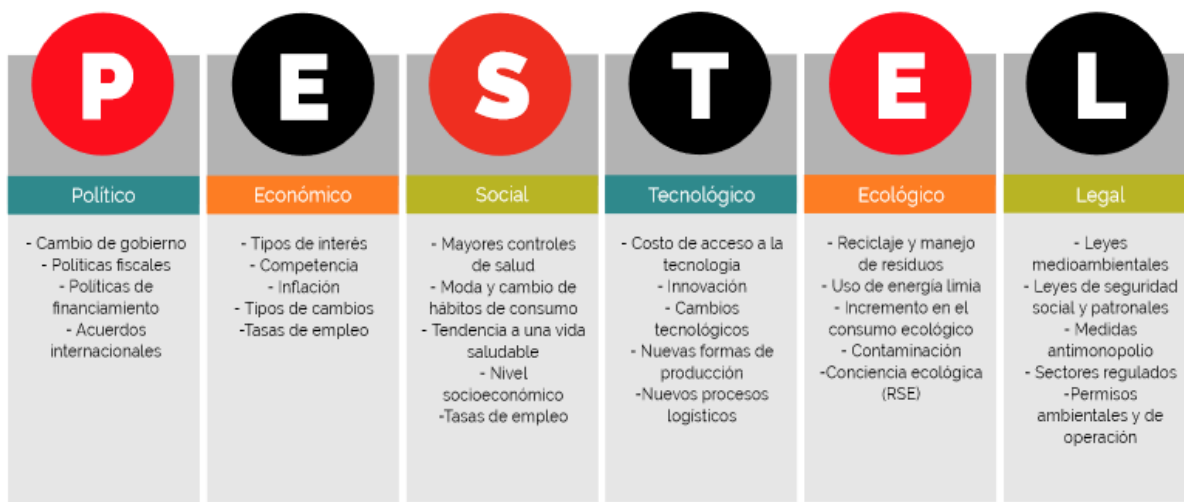 P
E
S
T
E
L
Político
Económico
Social
Tecnológico
Ecológico
Legal
- Cambio de gobierno
- Políticas fiscales
- Políticas de
financiamiento
- Acuerdos
internacionales
- Tipos de interés
- Competencia
- Inflación
- Tipos de cambios
-Tasas de empleo
- Mayores controles
de salud
- Moda y cambio de
hábitos de consumo
- Tendencia a una vida
saludable
- Nivel
socioeconómico
-Tasas de empleo
- Costo de acceso a la
tecnología
- Innovación
- Cambios
tecnológicos
- Nuevas formas de
producción
-Nuevos procesos
logísticos
- Reciclaje y manejo
de residuos
- Uso de energía limia
- Incremento en el
consumo ecológico
- Contaminación
-Conciencia ecológica
(RSE)
- Leyes
medioambientales
- Leyes de seguridad
social y patronales
- Medidas
antimonopolio
- Sectores regulados
-Permisos
ambientales y de
operación